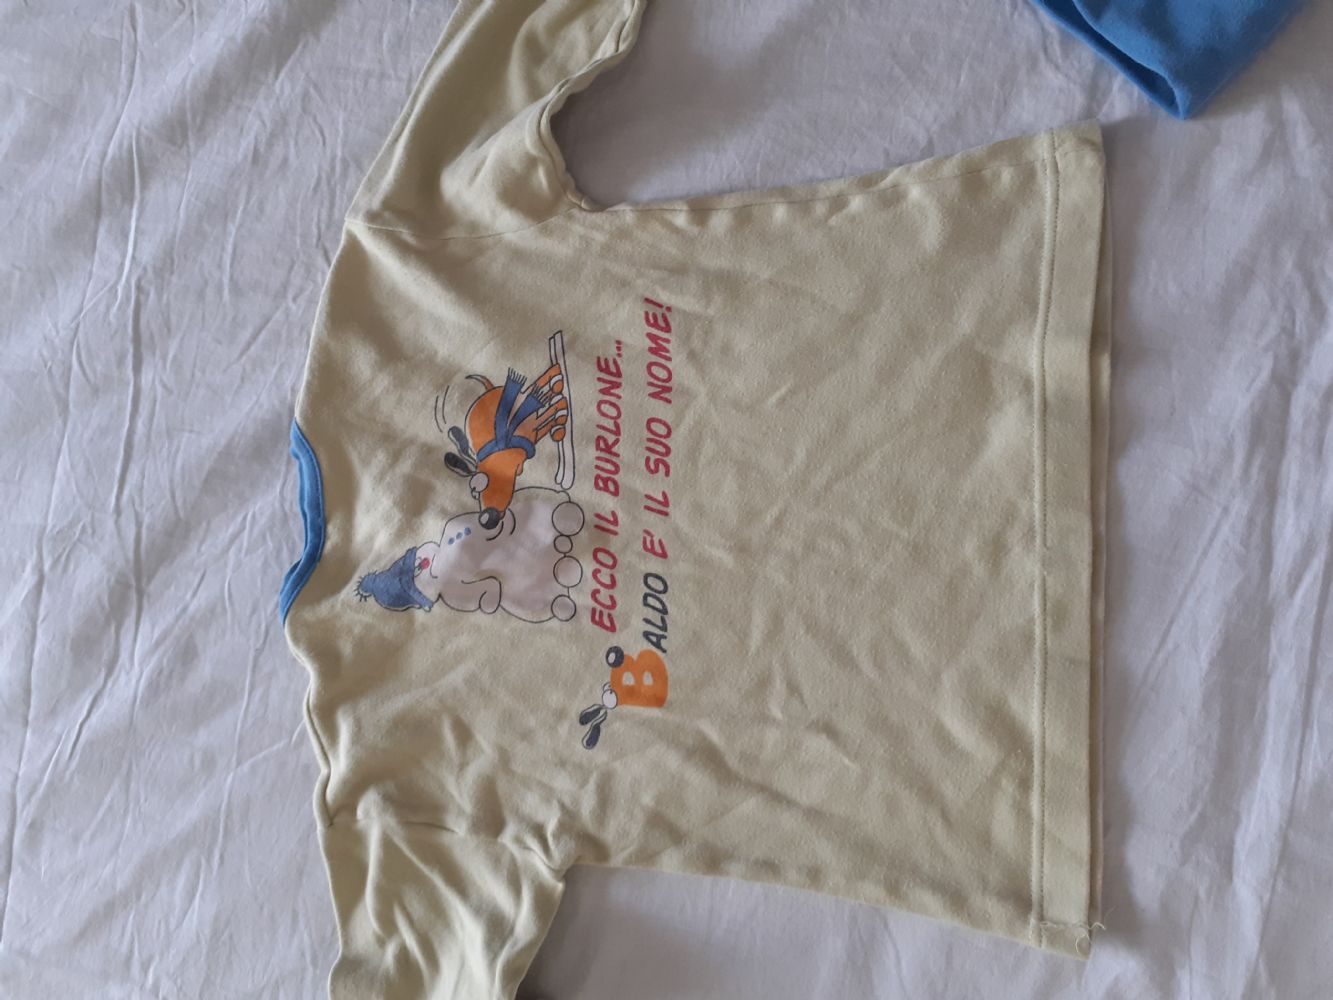 ECCO IL BURLONE...
BALDO E' IL SUO NOME!